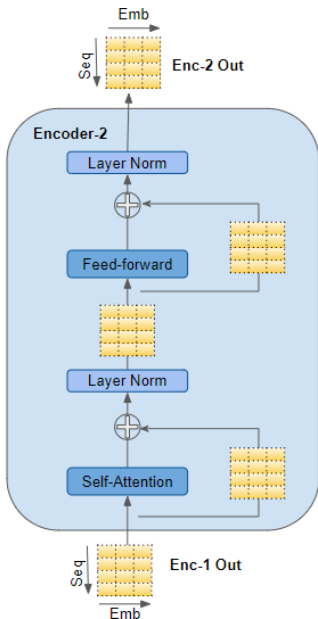 Emb
Seq
Enc-2 Out
Encoder-2
Layer Norm
Feed-forward
Layer Norm
Self-Attention
Seq
Enc-1 Out
Emb